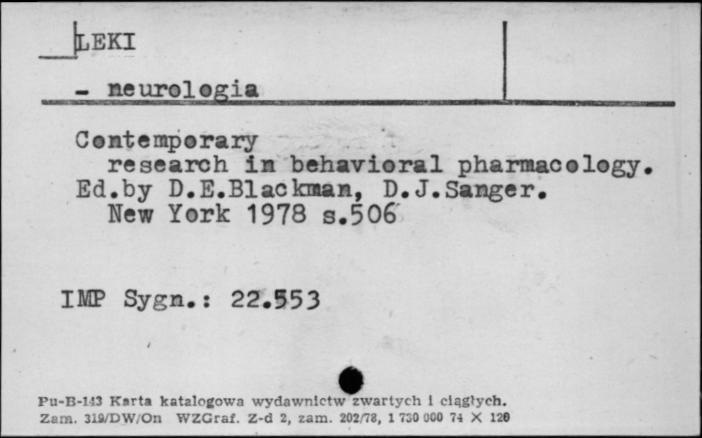 LEKI
- neurologia
Contemporary
research in behavioral pharmacology.
Ed.by D.E.Blackman, D.J.Sanger.
New York 1978 s.506
IMP Sygn.: 22.553
Pu-B-143 Karta katalogowa wydawnictw zwartych i ciągłych.
Zam. 319/DW/On WZGraf. Z-d 2, zam. 202/78, 1 730 000 74 X 120